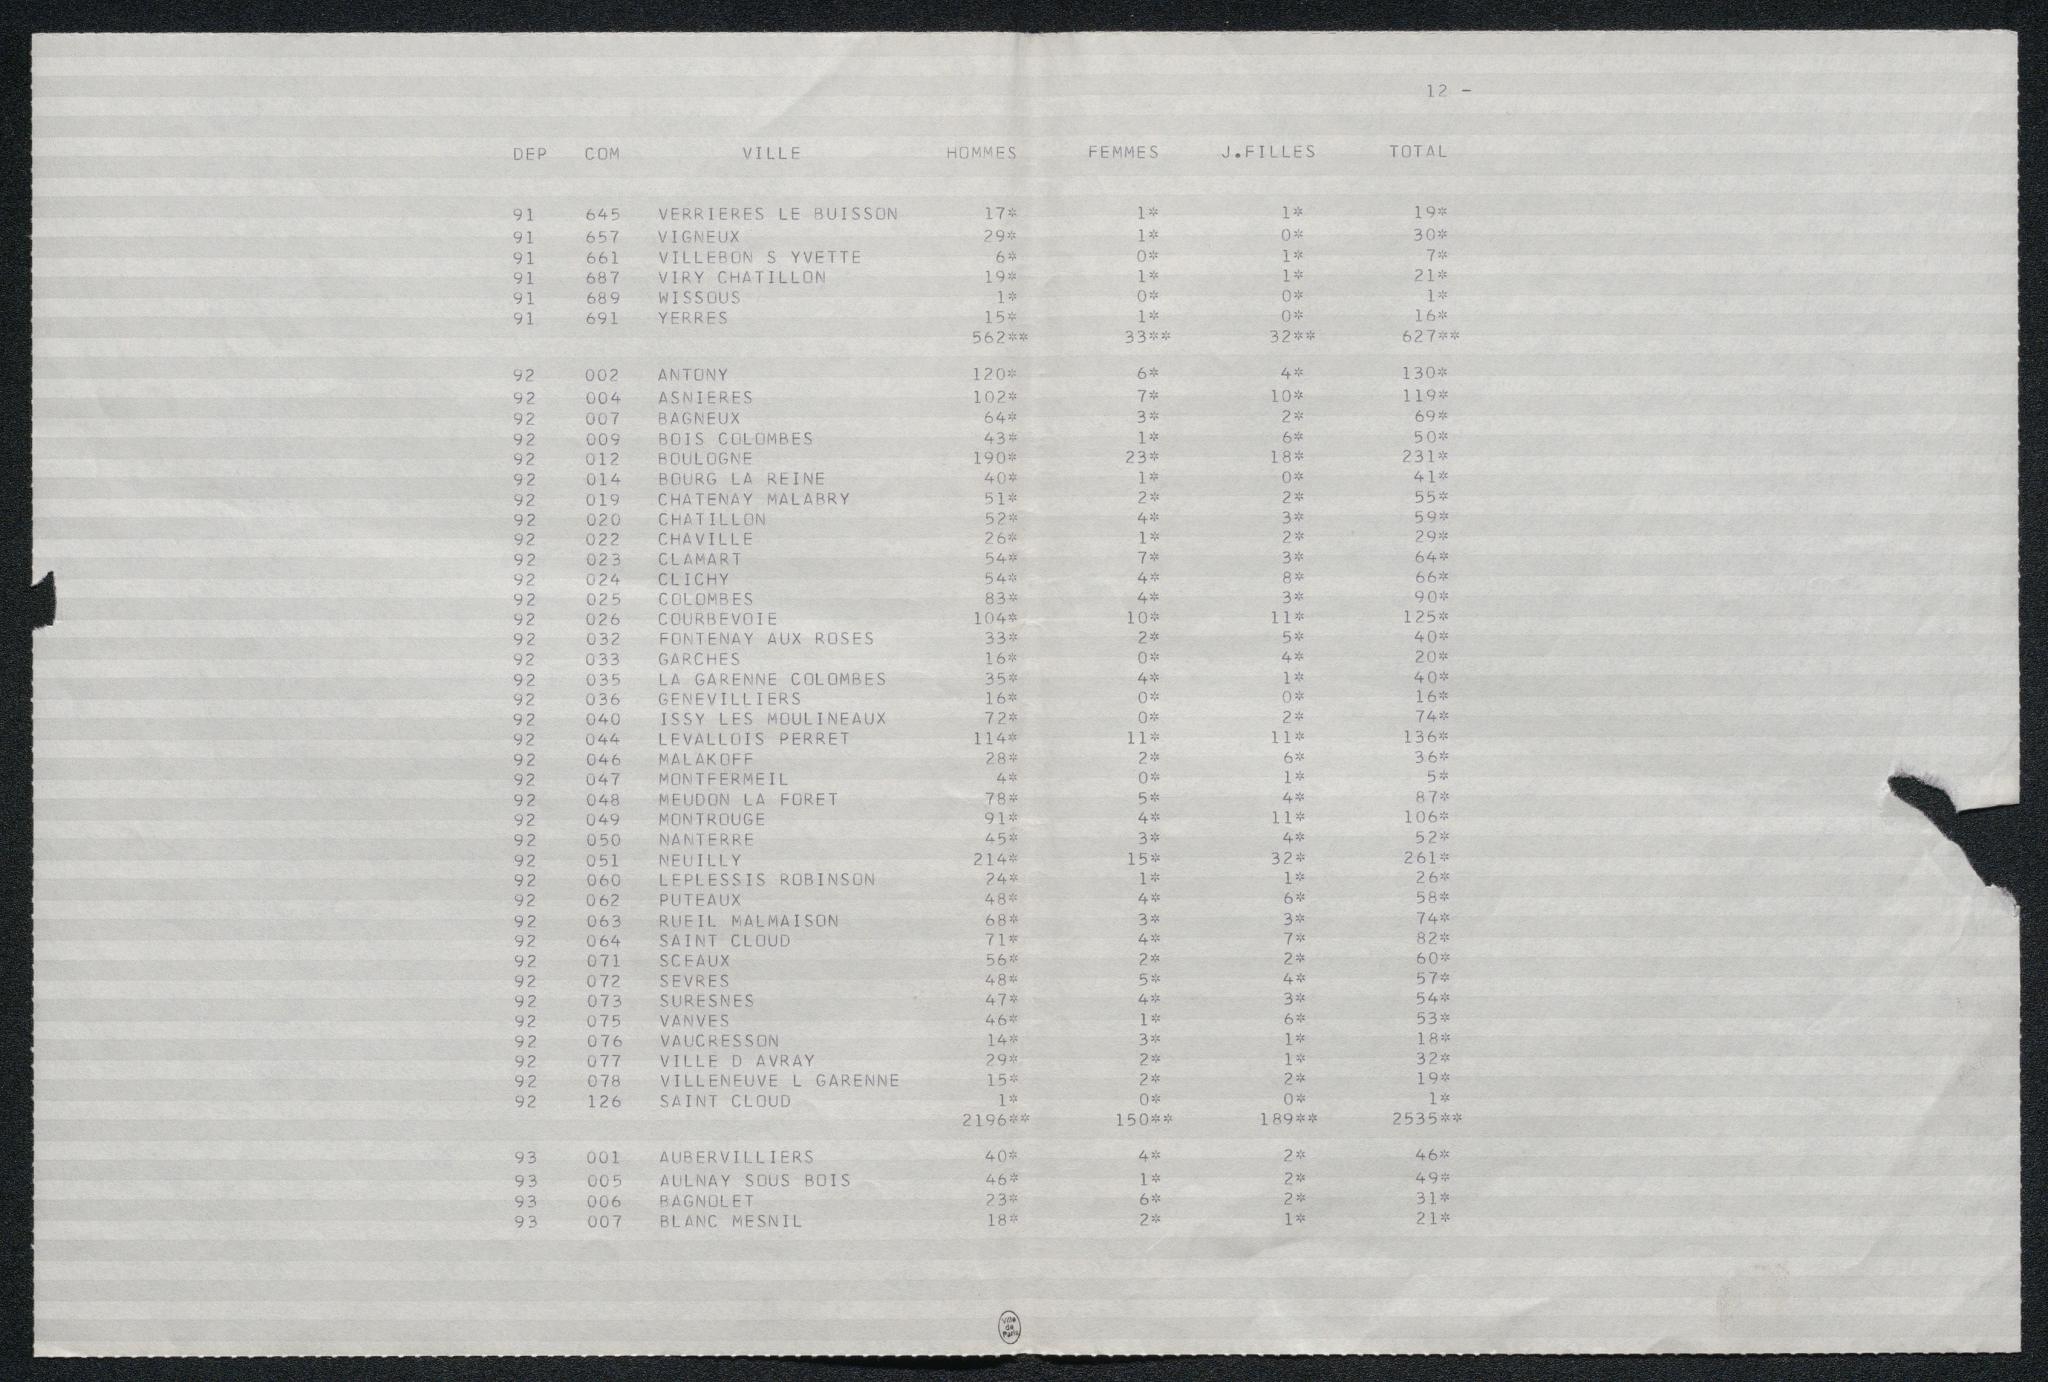 12 -
DEP COM VILLE HOMMES FEMMES J.FILLES TOTAL
91 645 VERRIERES LE BUISSON 17* 1* 1* 19*
91 657 VIGNEUX 29* 1* 0* 30*
91 661 VILLEBON S YVETTE 6* 0* 1* 7*
91 687 VIRY CHATILLON 19* 1* 1* 21*
91 689 WISSOUS 1* 0* 0* 1*
91 691 YERRES 15* 1* 0* 16*
562** 33** 32** 627**
92 002 ANTONY 120* 6* 4* 130*
92 004 ASNIERES 102* 7* 10* 119*
92 007 BAGNEUX 64* 3* 2* 69*
92 009 BOIS COLOMBES 43* 1* 6* 50*
92 012 BOULOGNE 190* 23* 18* 231*
92 014 BOURG LA REINE 40* 1* 0* 41*
92 019 CHATENAY MALABRY 51* 2* 2* 55*
92 020 CHATILLON 52* 4* 3* 59*
92 022 CHAVILLE 26* 1* 2* 29*
92 023 CLAMART 54* 7* 3* 64*
92 024 CLICHY 54* 4* 8* 66*
92 025 COLOMBES 83* 4* 3* 90*
92 026 COURBEVOIE 104* 10* 11* 125*
92 032 FONTENAY AUX ROSES 33* 2* 5* 40*
92 033 GARCHES 16* 0* 4* 20*
92 035 LA GARENNE COLOMBES 35* 4* 1* 40*
92 036 GENEVILLIERS 16* 0* 0* 16*
92 040 ISSY LES MOULINEAUX 72* 0* 2* 74*
92 044 LEVALLOIS PERRET 114* 11* 11* 136*
92 046 MALAKOFF 28* 2* 6* 36*
92 047 MONTFERMEIL 4* 0* 1* 5*
92 048 MEUDON LA FORET 78* 5* 4* 87*
92 049 MONTROUGE 91* 4* 11* 106*
92 050 NANTERRE 45* 3* 4* 52*
92 051 NEUILLY 214* 15* 32* 261*
92 060 LEPLESSIS ROBINSON 24* 1* 1* 26*
92 062 PUTEAUX 48* 4* 6* 58*
92 063 RUEIL MALMAISON 68* 3* 3* 74*
92 064 SAINT CLOUD 71* 4* 7* 82*
92 071 SCEAUX 56* 2* 2* 60*
92 072 SEVRES 48* 5* 4* 57*
92 073 SURESNES 47* 4* 3* 54*
92 075 VANVES 46* 1* 6* 53*
92 076 VAUCRESSON 14* 3* 1* 18*
92 077 VILLE D AVRAY 29* 2* 1* 32*
92 078 VILLENEUVE L GARENNE 15* 2* 2* 19*
92 126 SAINT CLOUD 1* 0* 0* 1*
2196** 150** 189** 2535**
93 001 AUBERVILLIERS 40* 4* 2* 46*
93 005 AULNAY SOUS BOIS 46* 1* 2* 49*
93 006 BAGNOLET 23* 6* 2* 31*
93 007 BLANC MESNIL 18* 2* 1* 21*
Ville
de
Paris